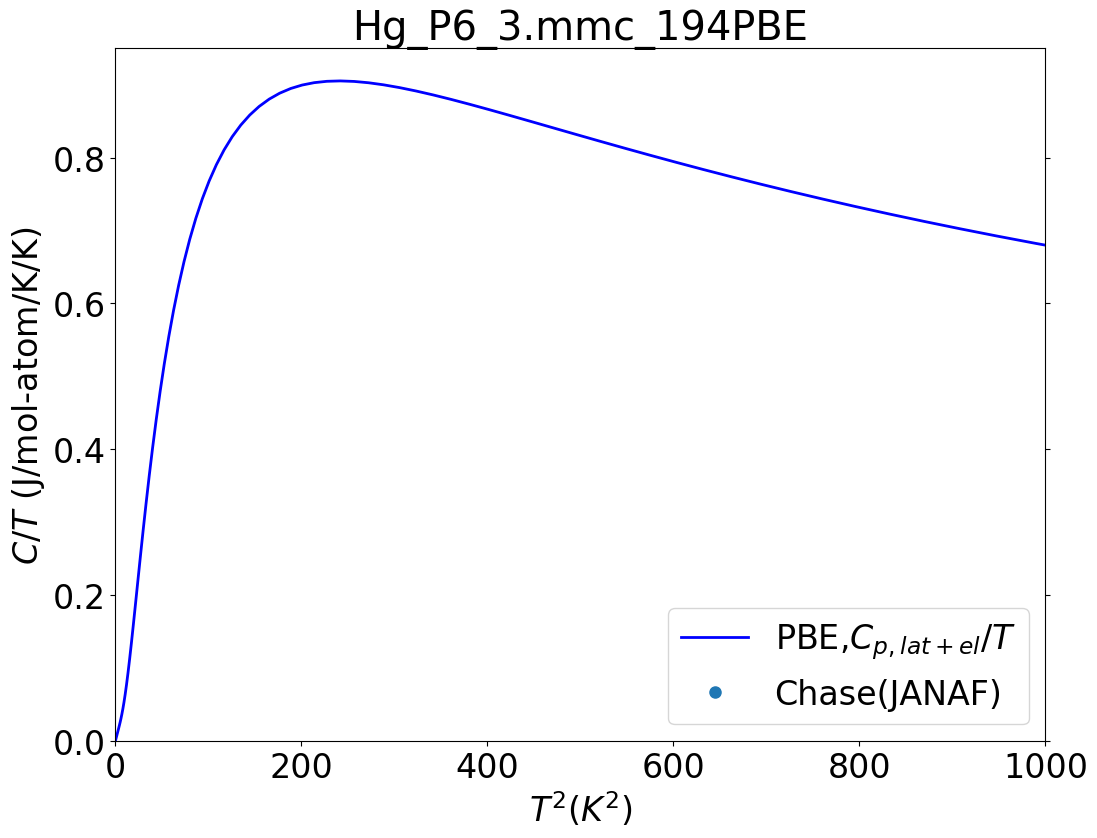 Hg_P6_3.mmc_194PBE
C/T (J/mol-atom/K/K)
0.8
0.6
0.4
0.2
0.0
0 200 400 600 800 1000
T²(K²)
PBE,Cₚ,ₗₐₜ₊ₑₗ/T
Chase(JANAF)